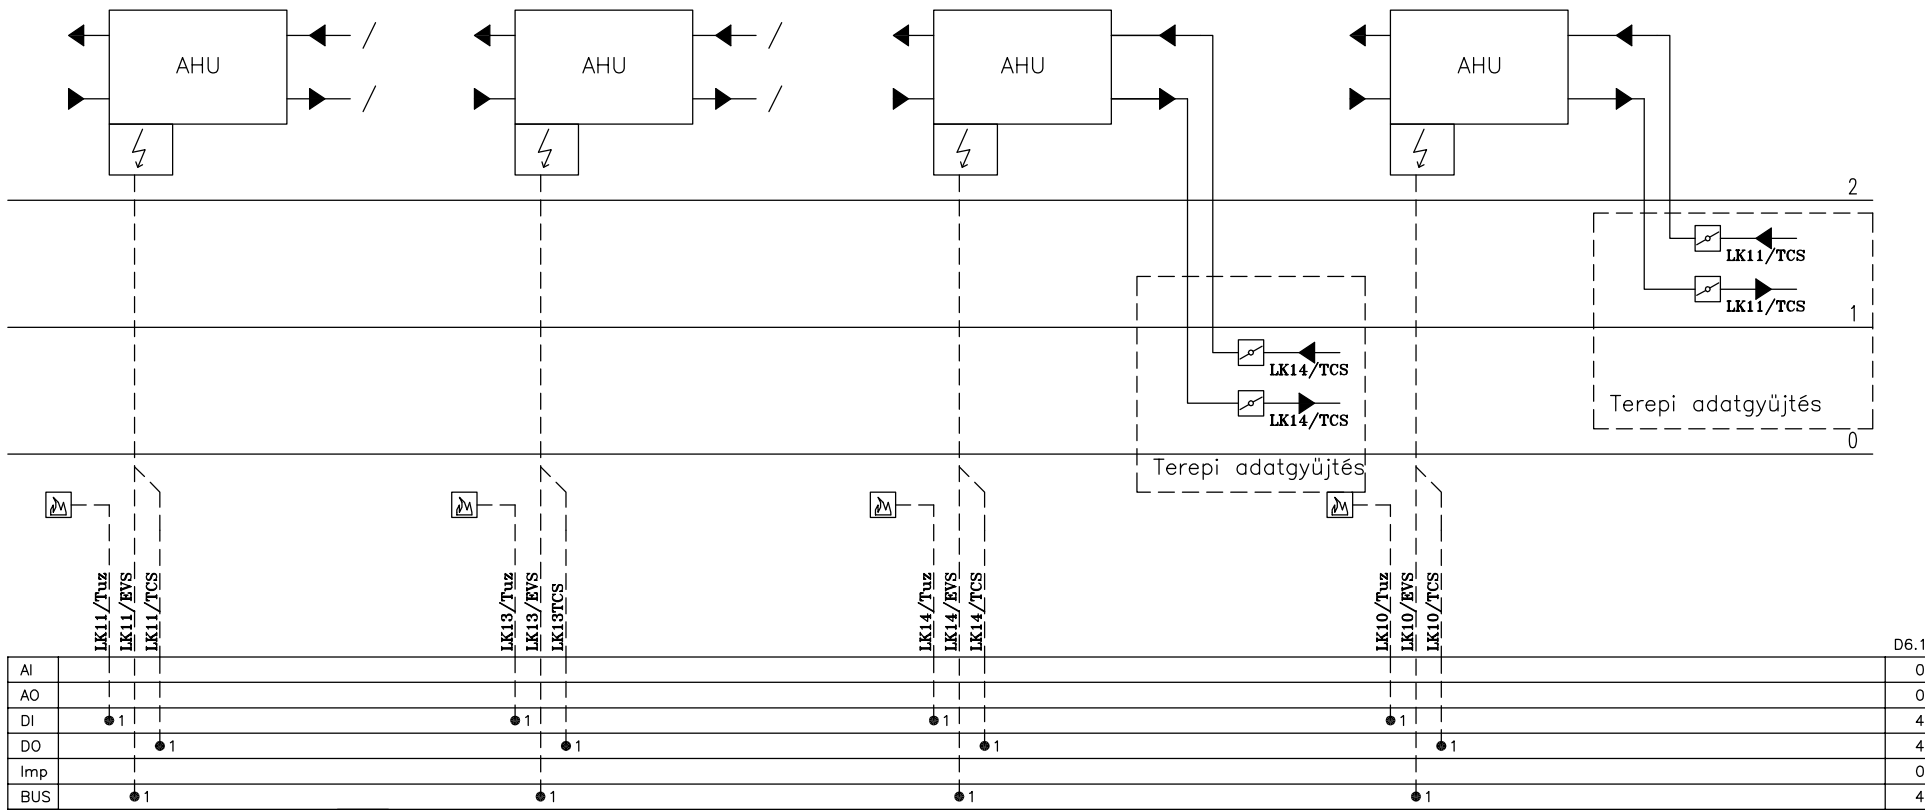 AHU
AHU
AHU
AHU
2
LK11/TCS
LK11/TCS
1
LK14/TCS
LK14/TCS
Terepi adatgyüjtés
0
Terepi adatgyüjtés
LK11/Tuz
LK11/EVS
LK11/TCS
LK13/Tuz
LK13/EVS
LK13TCS
LK14/Tuz
LK14/EVS
LK14/TCS
LK10/Tuz
LK10/EVS
LK10/TCS
D6.1
AI 0
AO 0
DI 1 1 1 1 4
DO 1 1 1 1 4
Imp 0
BUS 1 1 1 1 4